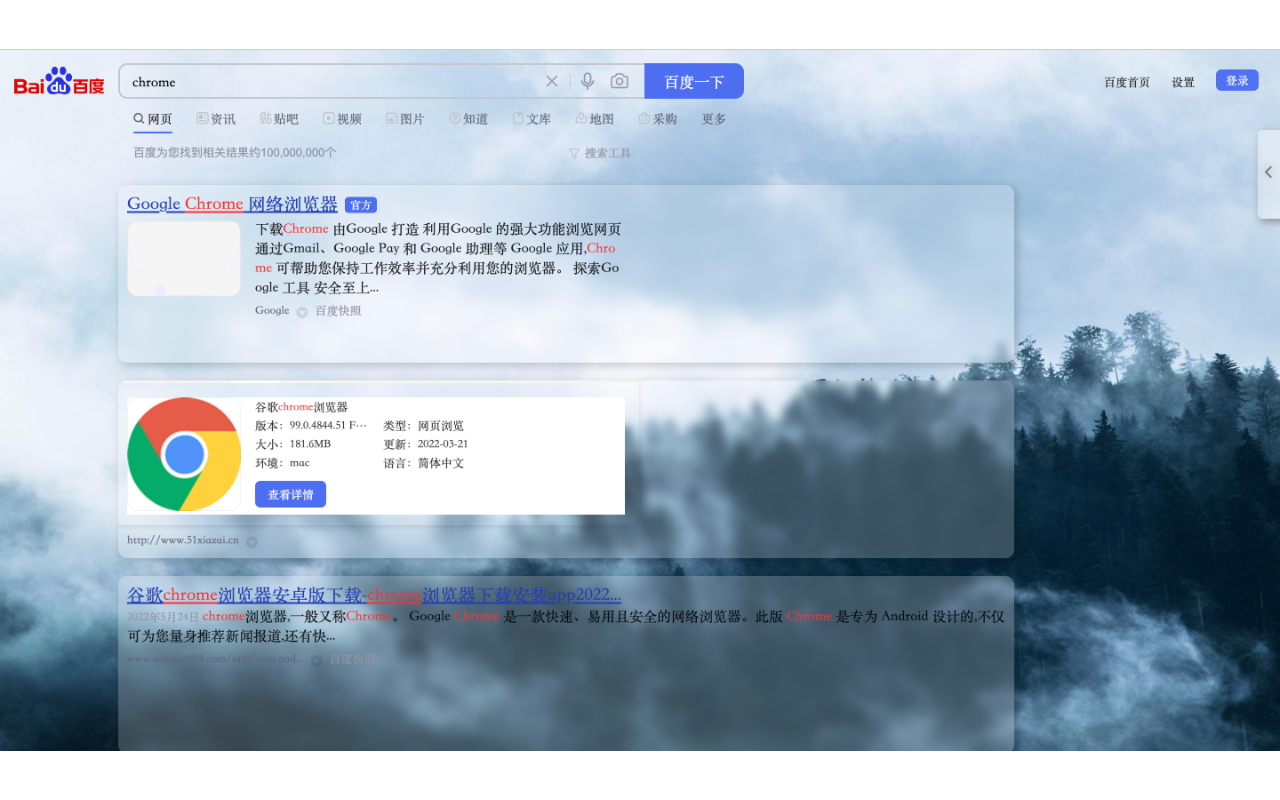 Bai du 百度
chrome
百度一下
百度首页 设置 登录
网页 资讯 贴吧 视频 图片 知道 文库 地图 采购 更多
百度为您找到相关结果约100,000,000个
搜索工具
Google Chrome 网络浏览器 官方
下载Chrome 由Google 打造 利用Google 的强大功能浏览网页
通过Gmail、Google Pay 和 Google 助理等 Google 应用,Chro
me 可帮助您保持工作效率并充分利用您的浏览器。 探索Go
ogle 工具 安全至上...
Google 百度快照
谷歌chrome浏览器
版本：99.0.4844.51 F… 类型：网页浏览
大小：181.6MB 更新：2022-03-21
环境：mac 语言：简体中文
查看详情
http://www.51xiazai.cn
谷歌chrome浏览器安卓版下载-chrome浏览器下载安装app2022...
2022年5月24日 chrome浏览器,一般又称Chrome。 Google Chrome 是一款快速、易用且安全的网络浏览器。此版 Chrome 是专为 Android 设计的,不仅
可为您量身推荐新闻报道,还有快...
百度快照